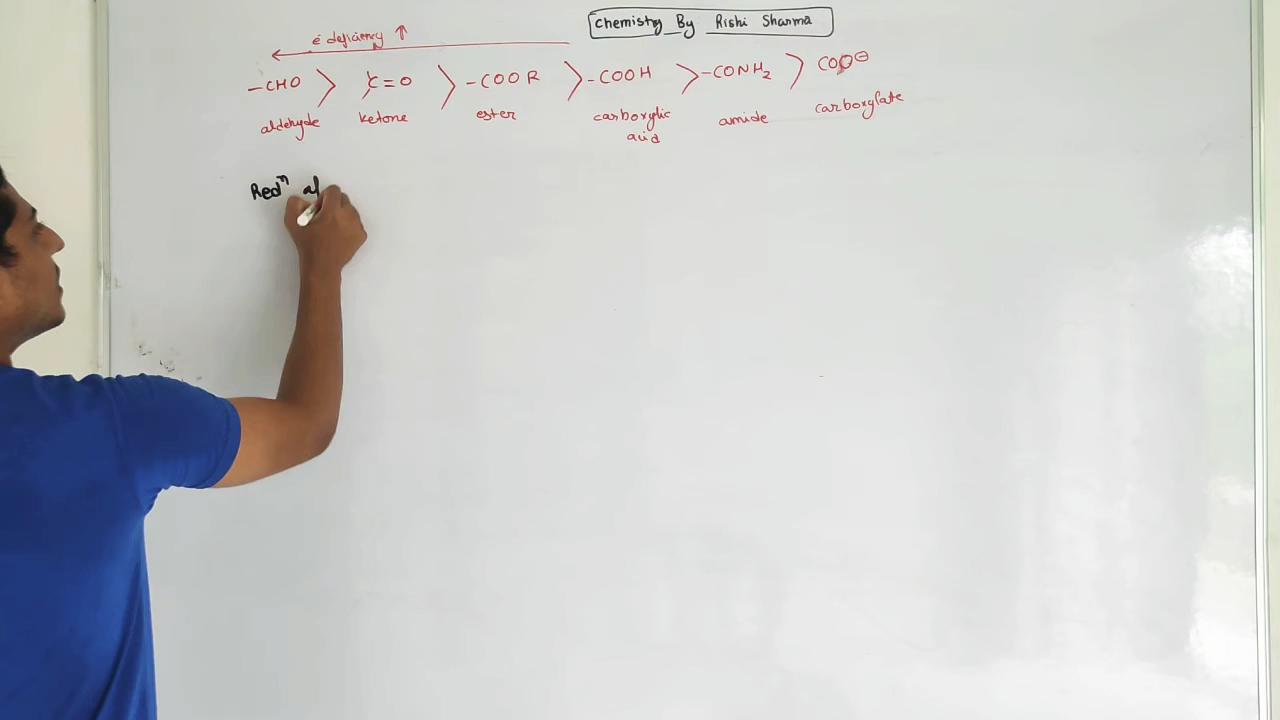 Chemistry By Rishi Sharma
é deficiency ↑
-CHO > C=O > -COOR > -COOH > -CONH₂ > COO⊖
aldehyde ketone ester carboxylic acid amide carboxylate
Redⁿ of